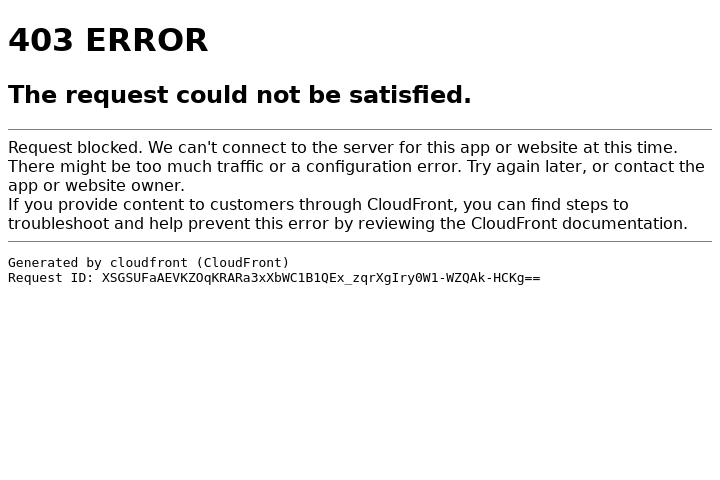 403 ERROR
The request could not be satisfied.
Request blocked. We can't connect to the server for this app or website at this time.
There might be too much traffic or a configuration error. Try again later, or contact the
app or website owner.
If you provide content to customers through CloudFront, you can find steps to
troubleshoot and help prevent this error by reviewing the CloudFront documentation.
Generated by cloudfront (CloudFront)
Request ID: XSGSUFaAEVKZOqKRARa3xXbWC1B1QEx_zqrXgIry0W1-WZQAk-HCKg==